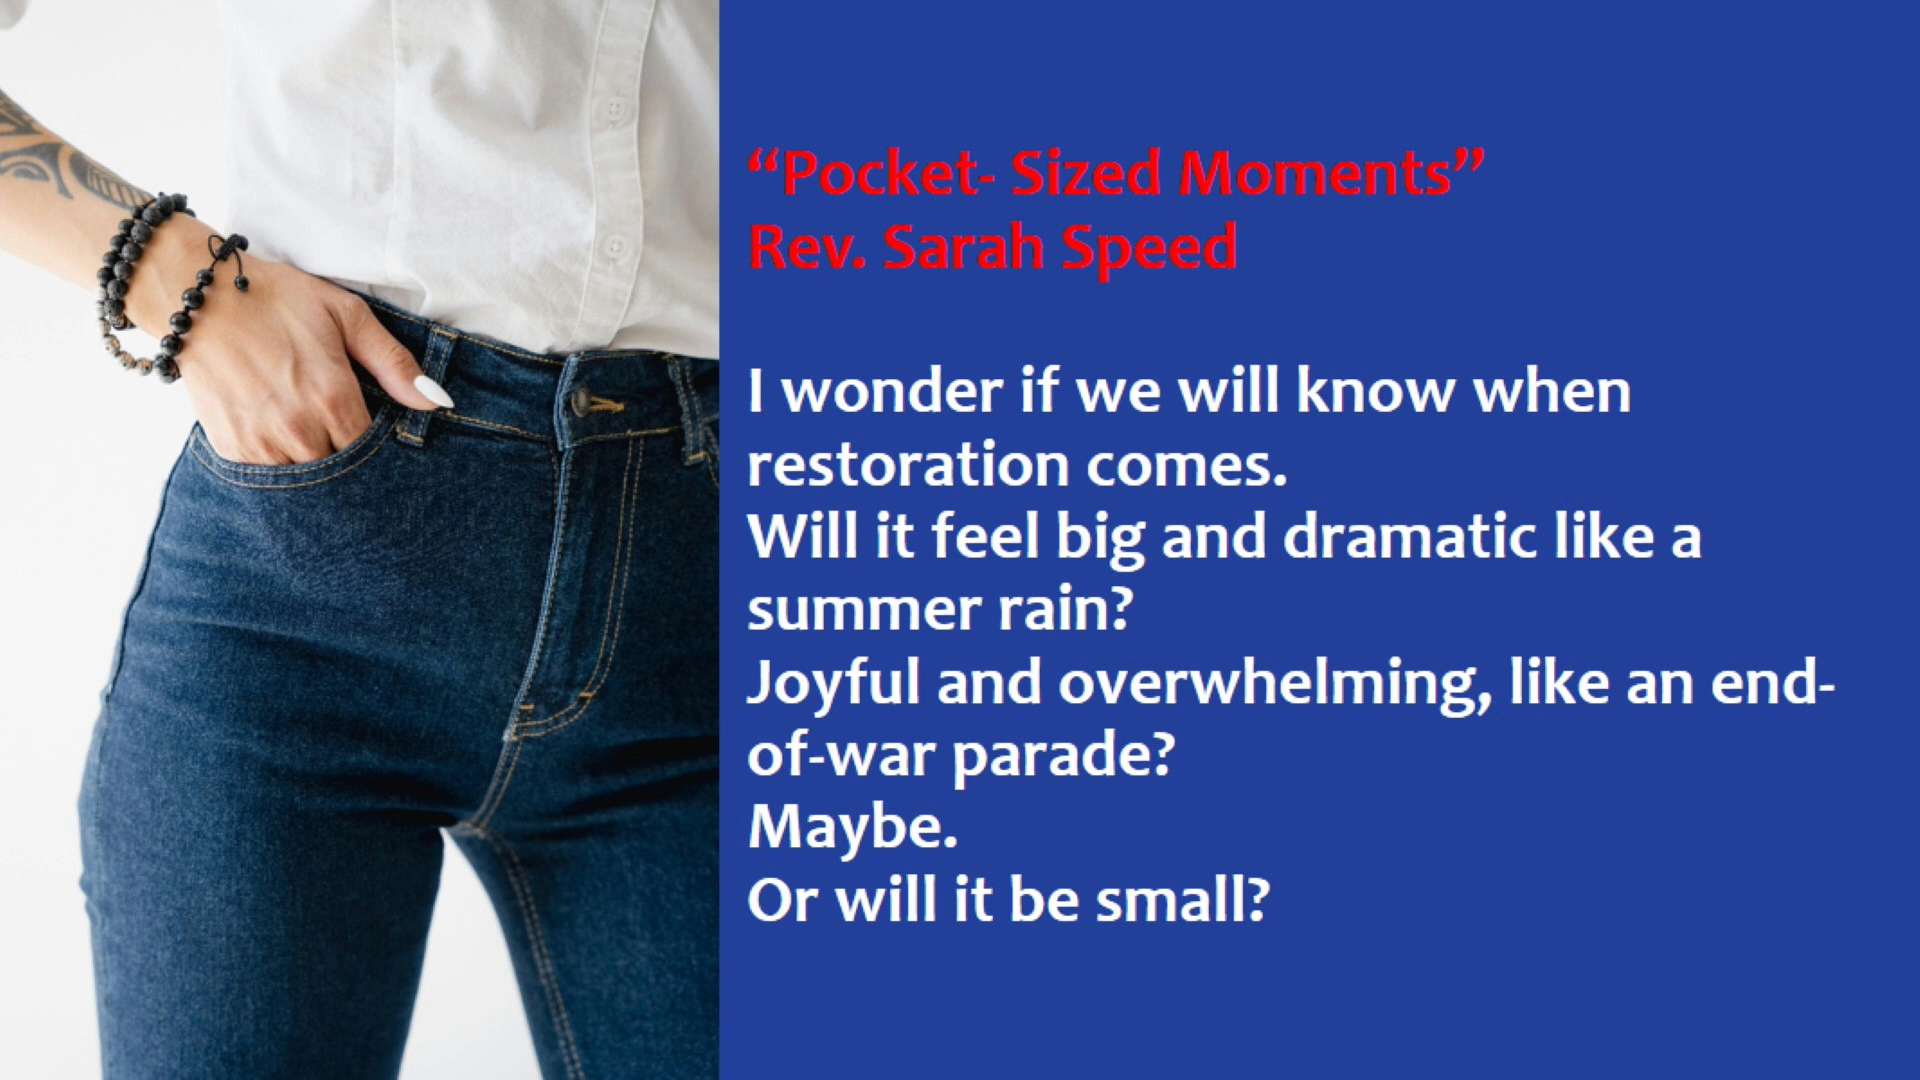 “Pocket- Sized Moments”
Rev. Sarah Speed
I wonder if we will know when
restoration comes.
Will it feel big and dramatic like a
summer rain?
Joyful and overwhelming, like an end-
of-war parade?
Maybe.
Or will it be small?